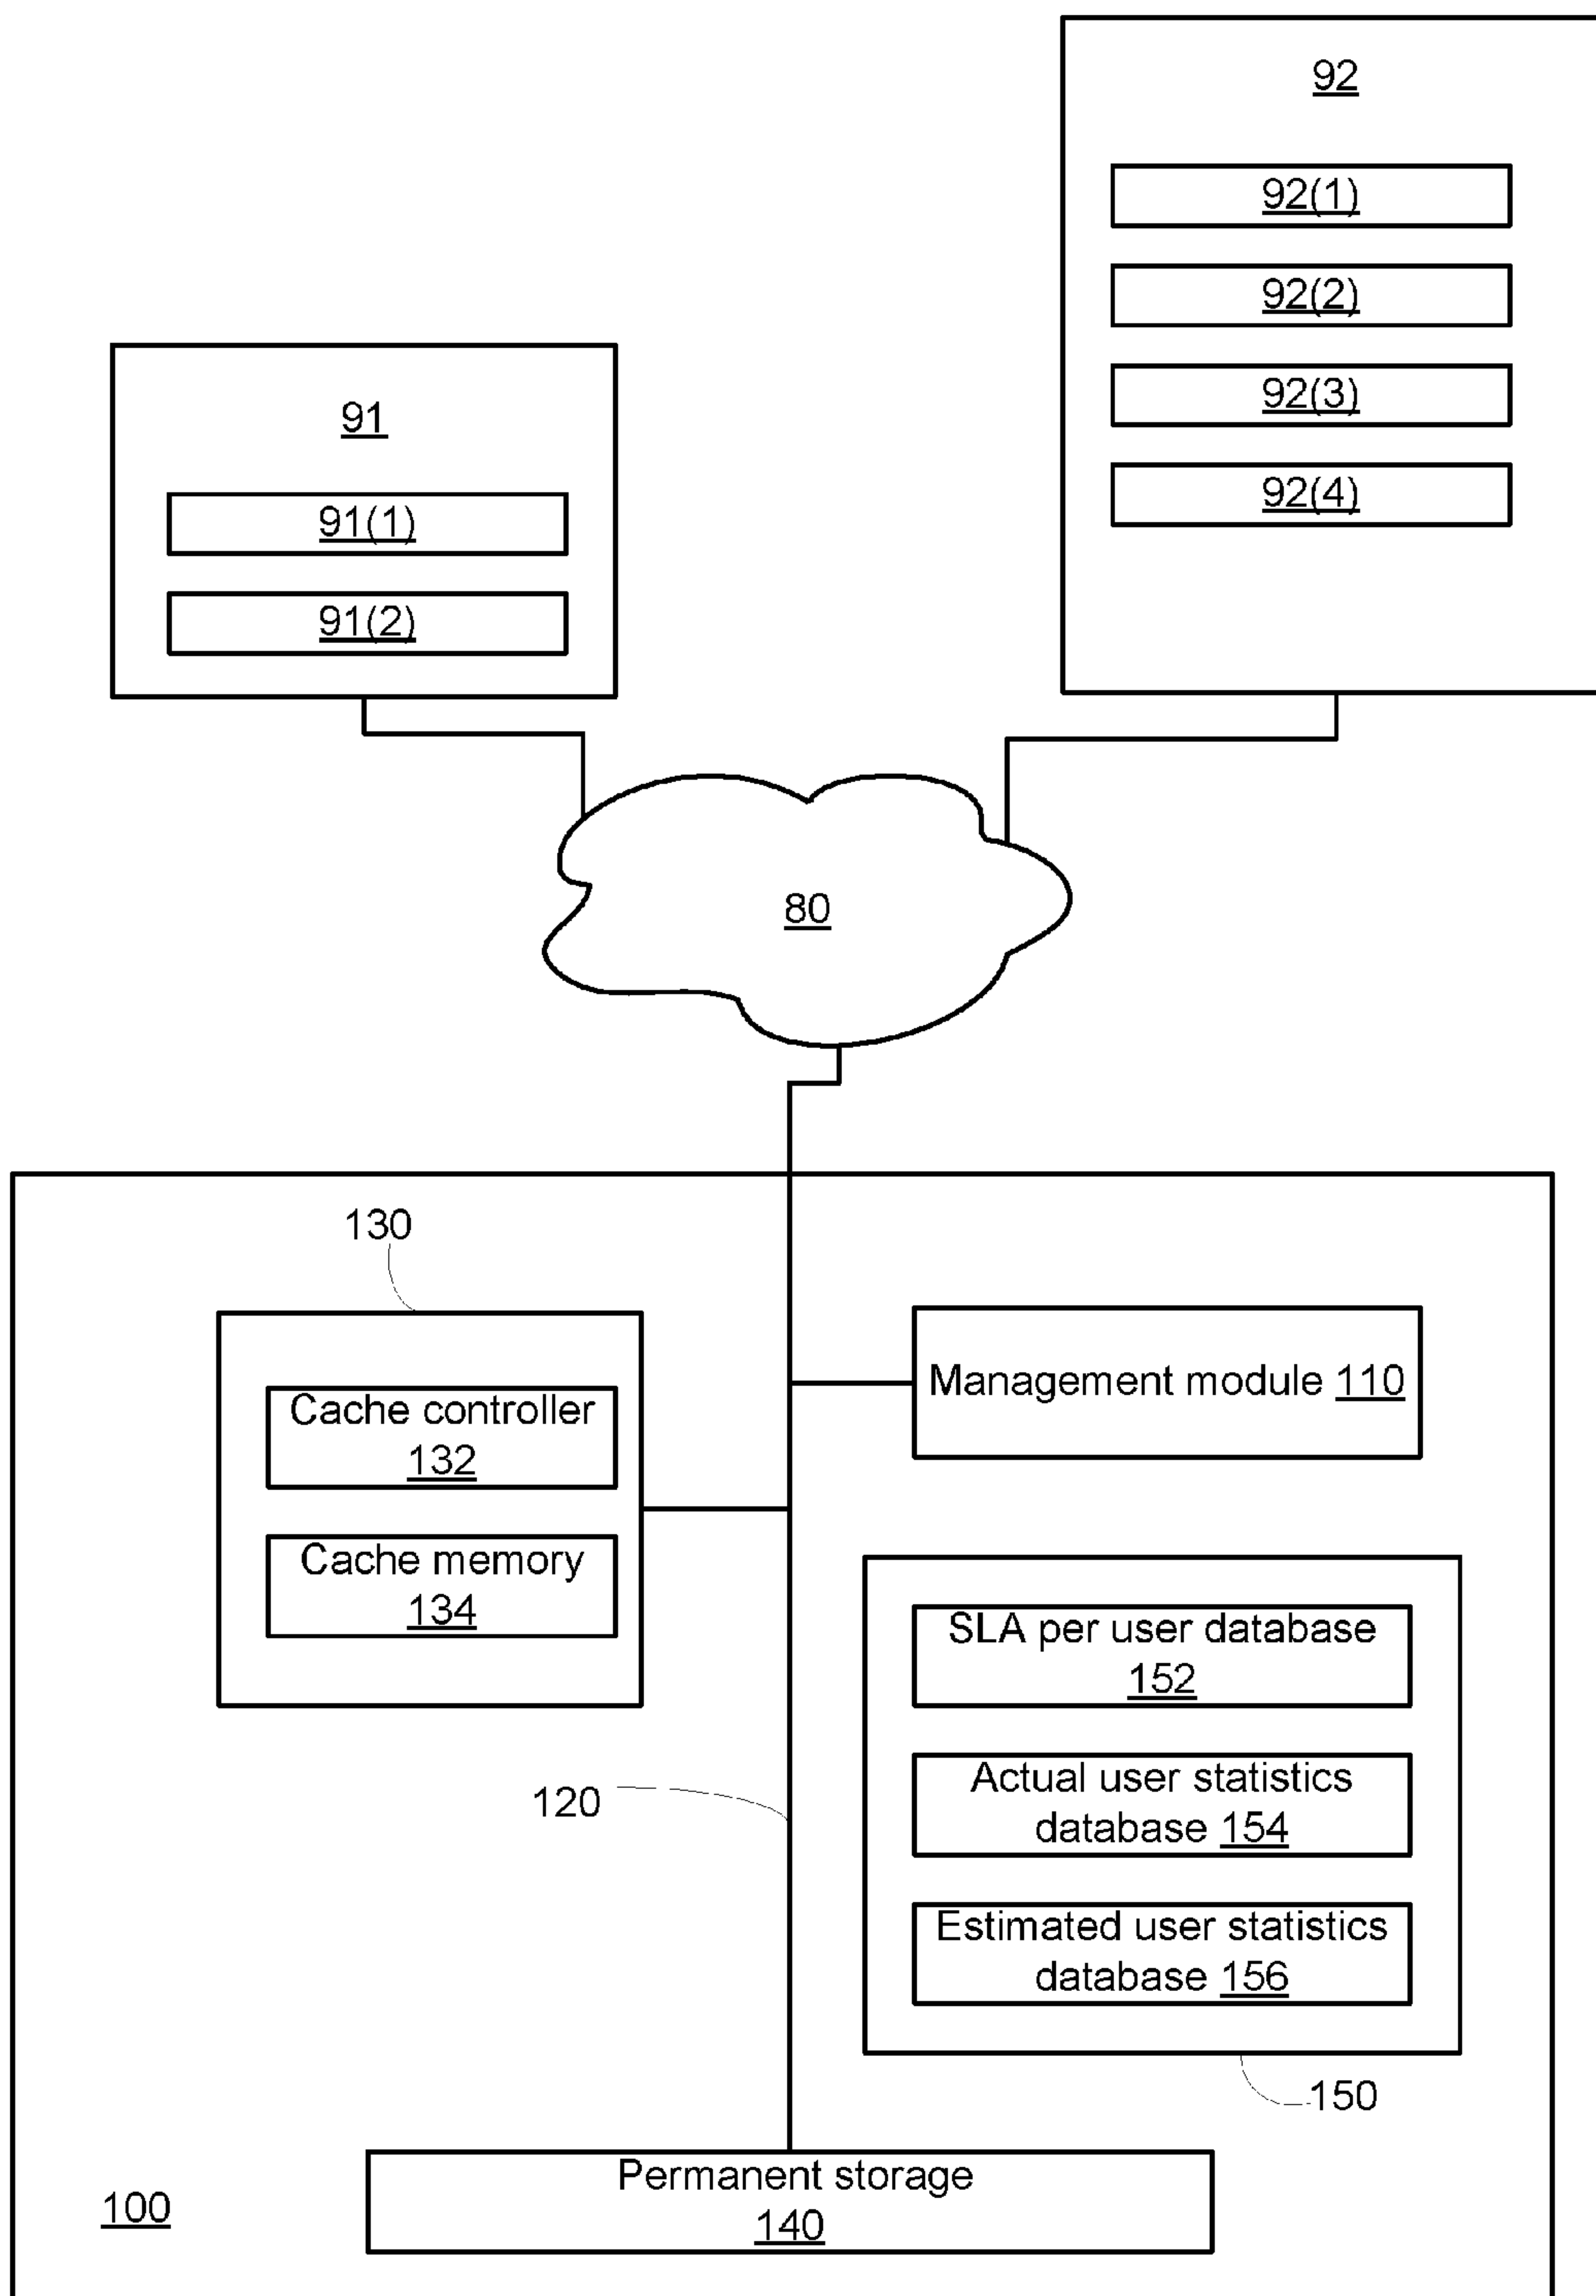 92
92(1)
92(2)
92(3)
92(4)
91
91(1)
91(2)
80
130
Cache controller
132
Cache memory
134
Management module 110
SLA per user database
152
Actual user statistics
database 154
Estimated user statistics
database 156
120
150
Permanent storage
140
100